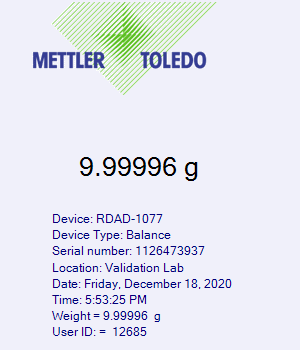 METTLER TOLEDO
9.99996 g
Device: RDAD-1077
Device Type: Balance
Serial number: 1126473937
Location: Validation Lab
Date: Friday, December 18, 2020
Time: 5:53:25 PM
Weight = 9.99996 g
User ID: = 12685